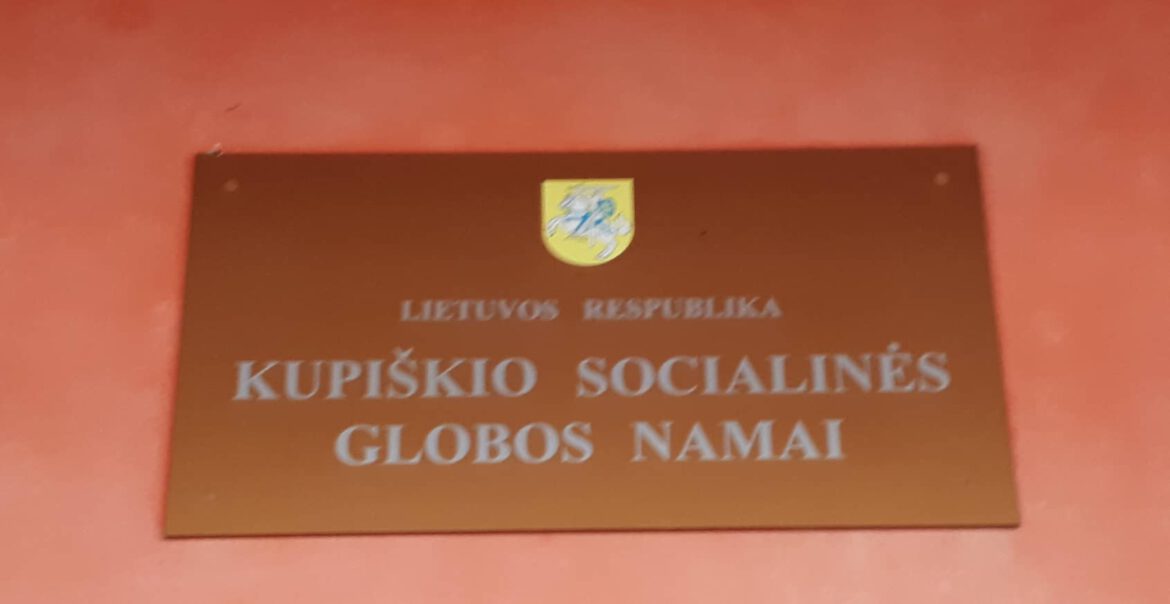 LIETUVOS RESPUBLIKA
KUPIŠKIO SOCIALINĖS
GLOBOS NAMAI